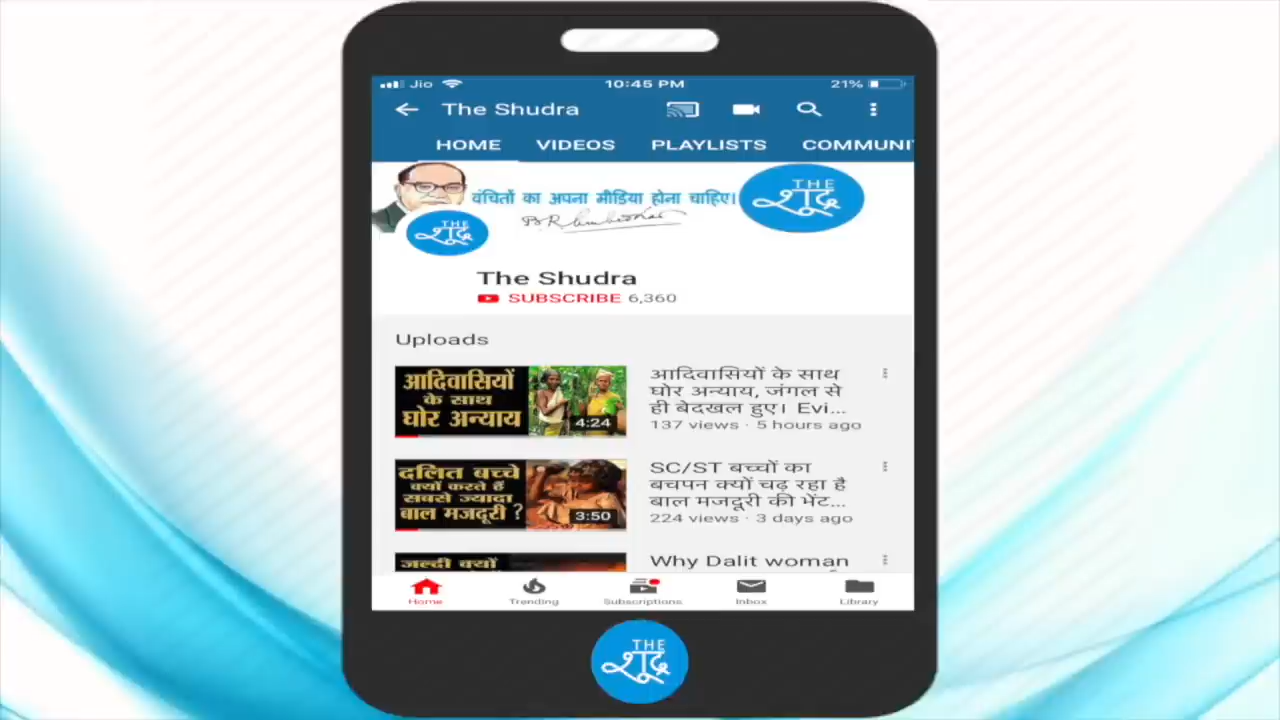 Jio 10:45 PM 21%
The Shudra
HOME VIDEOS PLAYLISTS COMMUNI
वंचितों का अपना मीडिया होना चाहिए।
THE
शूद्र
THE
शूद्र
The Shudra
SUBSCRIBE 6,360
Uploads
आदिवासियों
के साथ
घोर अन्याय
4:24
आदिवासियों के साथ
घोर अन्याय, जंगल से
ही बेदखल हुए। Evi...
137 views · 5 hours ago
दलित बच्चे
क्यों करते हैं
सबसे ज्यादा
बाल मजदूरी ?
3:50
SC/ST बच्चों का
बचपन क्यों चढ़ रहा है
बाल मजदूरी की भेंट...
224 views · 3 days ago
जल्दी क्यों
Why Dalit woman
Home Trending Subscriptions Inbox Library
THE
शूद्र